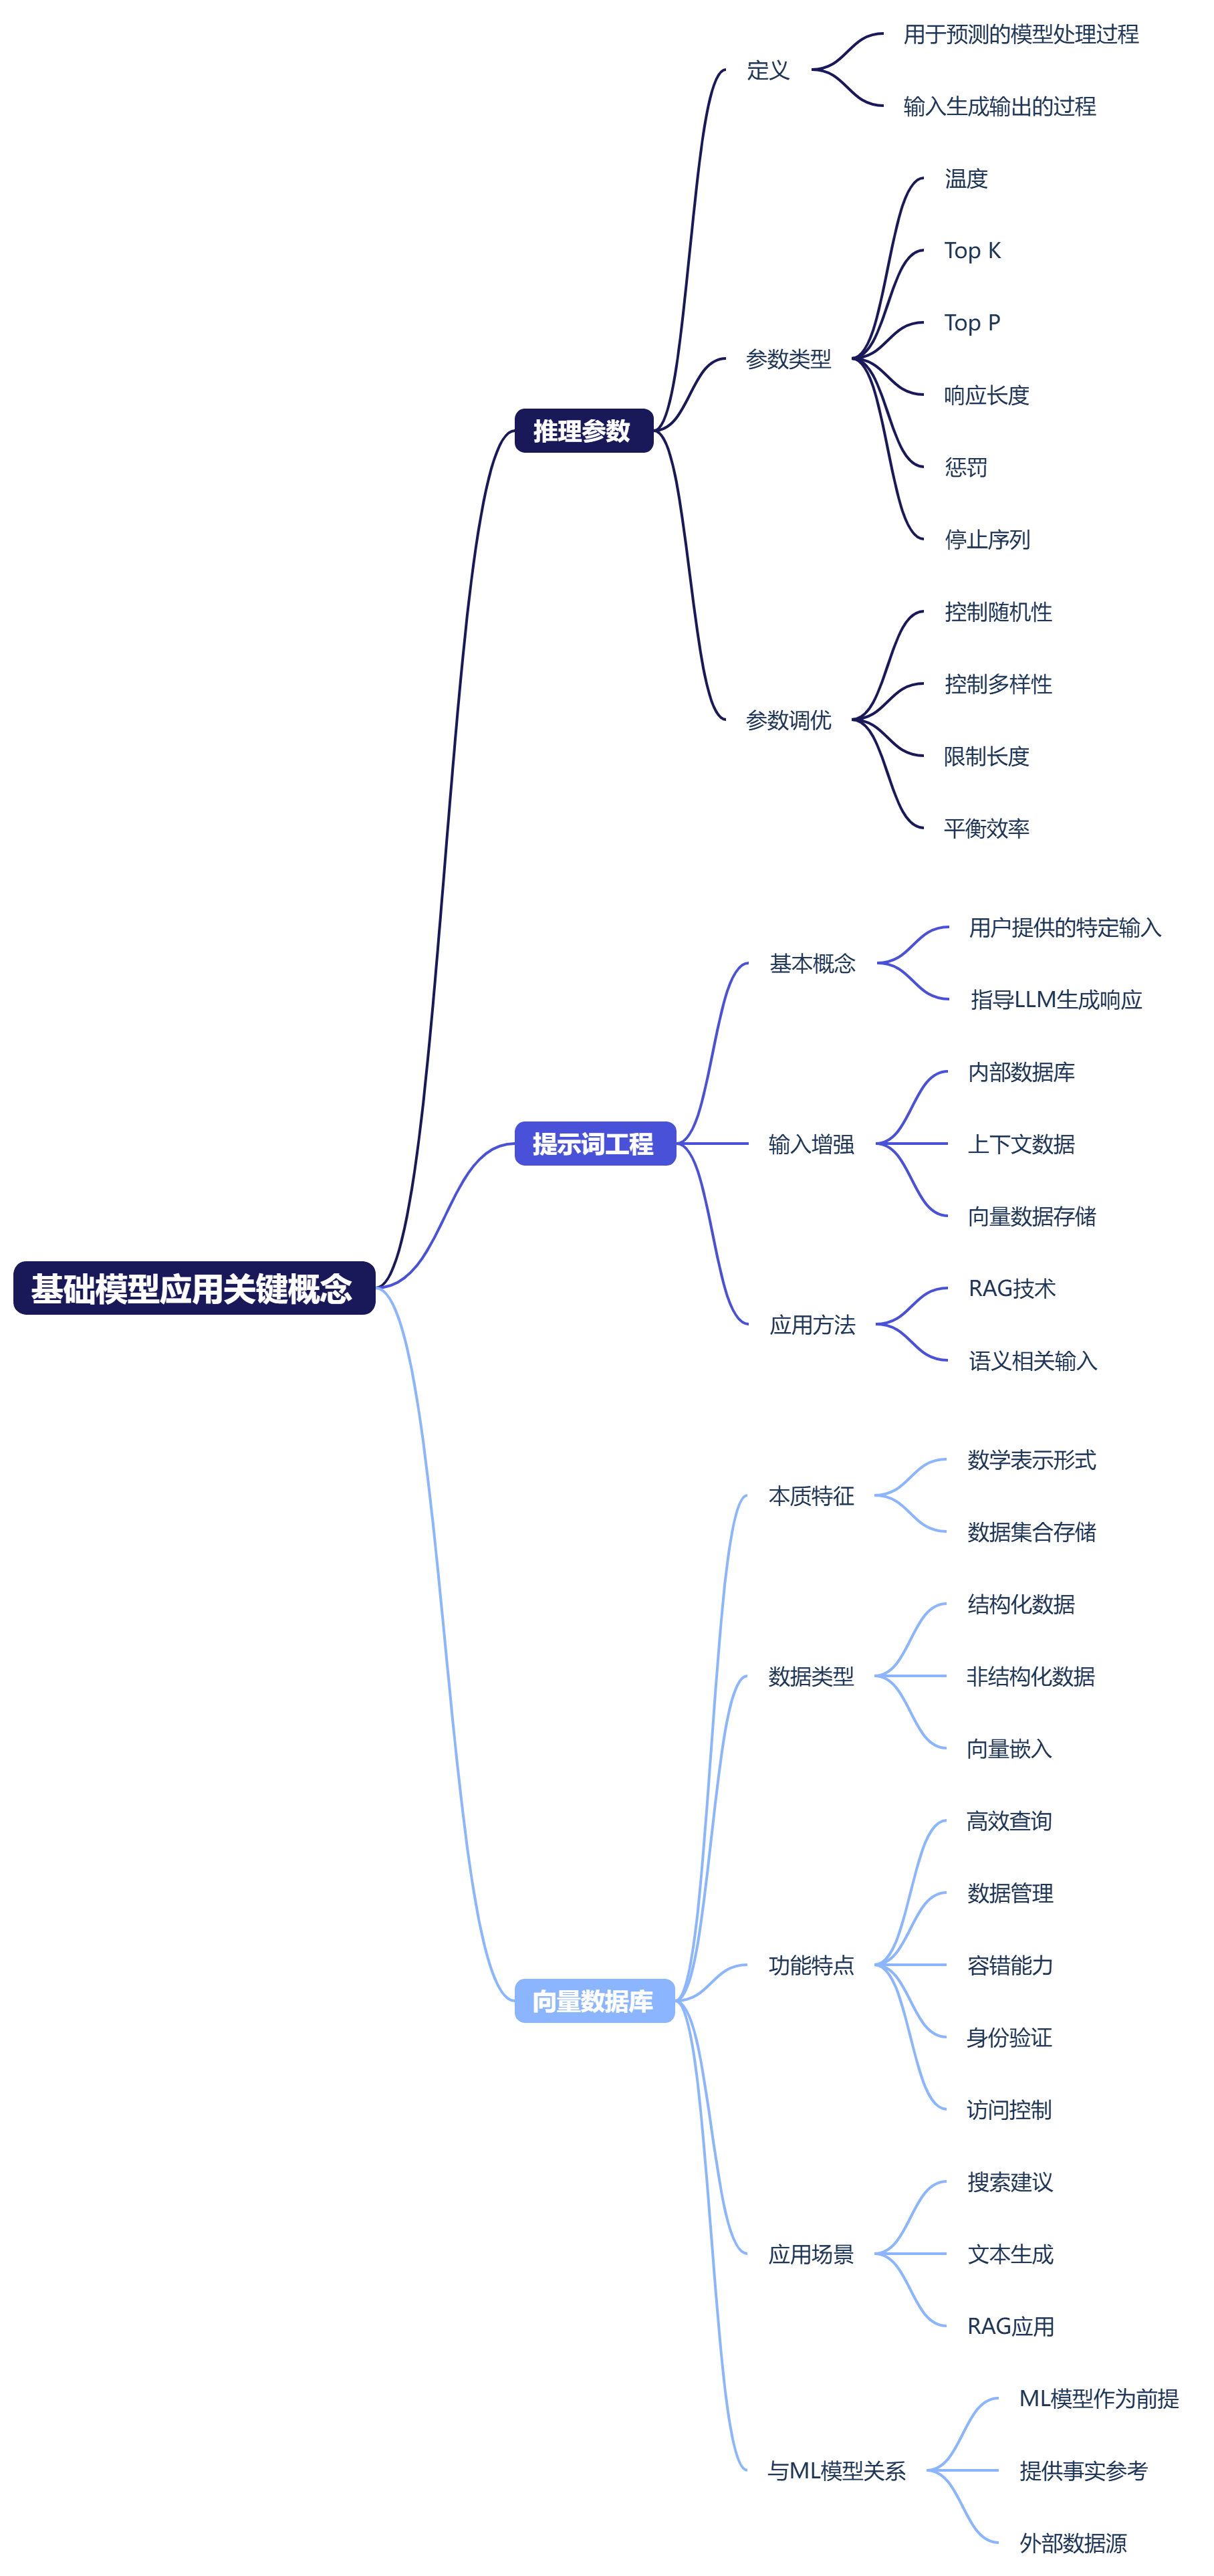 基础模型应用关键概念
推理参数
定义
用于预测的模型处理过程
输入生成输出的过程
参数类型
温度
Top K
Top P
响应长度
惩罚
停止序列
参数调优
控制随机性
控制多样性
限制长度
平衡效率
提示词工程
基本概念
用户提供的特定输入
指导LLM生成响应
输入增强
内部数据库
上下文数据
向量数据存储
应用方法
RAG技术
语义相关输入
向量数据库
本质特征
数学表示形式
数据集合存储
数据类型
结构化数据
非结构化数据
向量嵌入
功能特点
高效查询
数据管理
容错能力
身份验证
访问控制
应用场景
搜索建议
文本生成
RAG应用
与ML模型关系
ML模型作为前提
提供事实参考
外部数据源